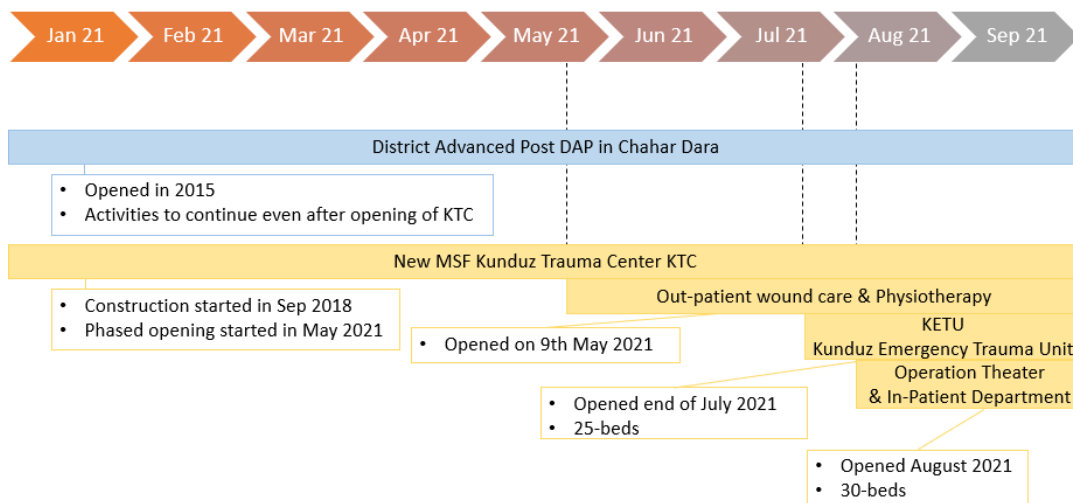 Jan 21 Feb 21 Mar 21 Apr 21 May 21 Jun 21 Jul 21 Aug 21 Sep 21
District Advanced Post DAP in Chahar Dara
• Opened in 2015
• Activities to continue even after opening of KTC
New MSF Kunduz Trauma Center KTC
• Construction started in Sep 2018
• Phased opening started in May 2021
Out-patient wound care & Physiotherapy
• Opened on 9th May 2021
KETU
Kunduz Emergency Trauma Unit
• Opened end of July 2021
• 25-beds
Operation Theater
& In-Patient Department
• Opened August 2021
• 30-beds